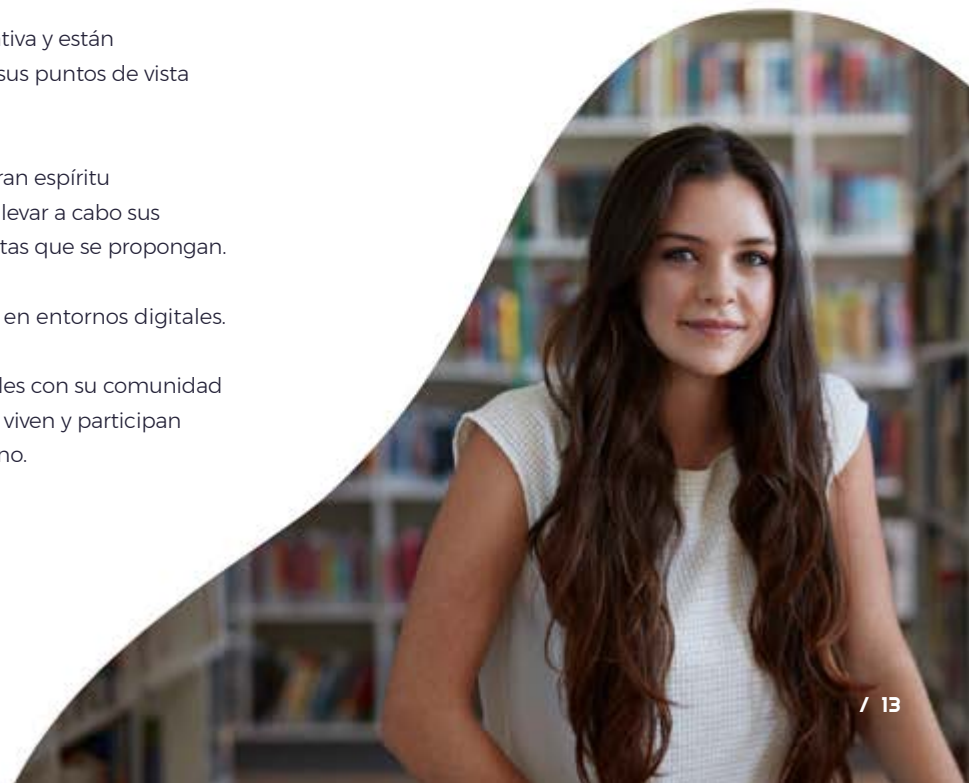 tiva y están
sus puntos de vista
ran espíritu
levar a cabo sus
tas que se propongan.
en entornos digitales.
les con su comunidad
viven y participan
no.
/ 13